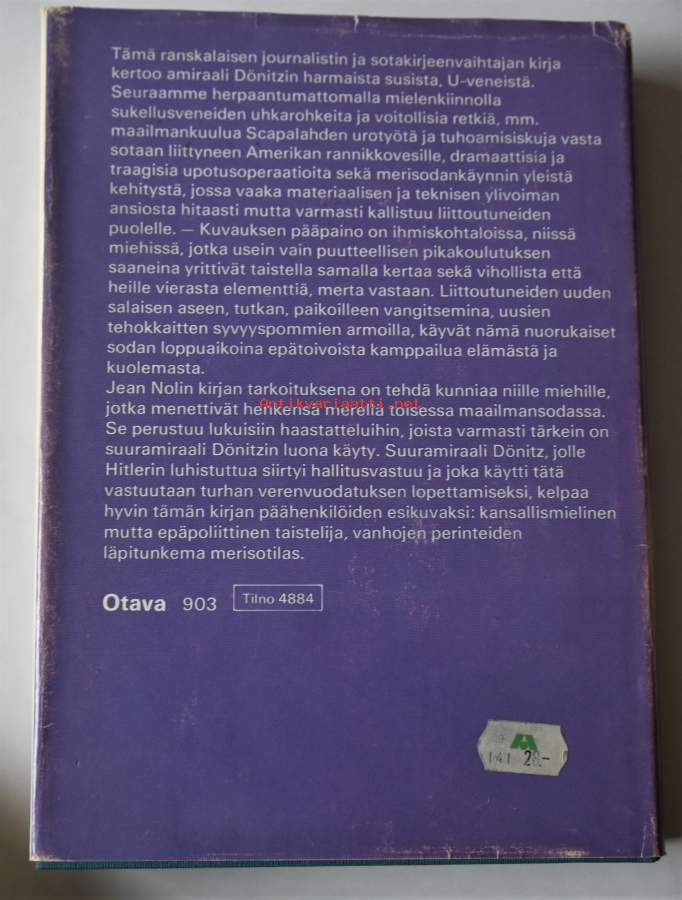 Tämä ranskalaisen journalistin ja sotakirjeenvaihtajan kirja
kertoo amiraali Dönitzin harmaista susista, U-veneistä.
Seuraamme herpaantumattomalla mielenkiinnolla
sukellusveneiden uhkarohkeita ja voitollisia retkiä, mm.
maailmankuulua Scapalahden urotyötä ja tuhoamisiskuja vasta
sotaan liittyneen Amerikan rannikkovesille, dramaattisia ja
traagisia upotusoperaatioita sekä merisodankäynnin yleistä
kehitystä, jossa vaaka materiaalisen ja teknisen ylivoiman
ansiosta hitaasti mutta varmasti kallistuu liittoutuneiden
puolelle. — Kuvauksen pääpaino on ihmiskohtaloissa, niissä
miehissä, jotka usein vain puutteellisen pikakoulutuksen
saaneina yrittivät taistella samalla kertaa sekä vihollista että
heille vierasta elementtiä, merta vastaan. Liittoutuneiden uuden
salaisen aseen, tutkan, paikoilleen vangitsemina, uusien
tehokkaitten syvyyspommien armoilla, käyvät nämä nuorukaiset
sodan loppuaikoina epätoivoista kamppailua elämästä ja
kuolemasta.
Jean Nolin kirjan tarkoituksena on tehdä kunniaa niille miehille,
Antikvariaatti.net
jotka menettivät henkensä merellä toisessa maailmansodassa.
Se perustuu lukuisiin haastatteluihin, joista varmasti tärkein on
suuramiraali Dönitzin luona käyty. Suuramiraali Dönitz, jolle
Hitlerin luhistuttua siirtyi hallitusvastuu ja joka käytti tätä
vastuutaan turhan verenvuodatuksen lopettamiseksi, kelpaa
hyvin tämän kirjan päähenkilöiden esikuvaksi: kansallismielinen
mutta epäpoliittinen taistelija, vanhojen perinteiden
läpitunkema merisotilas.
Otava 903 Tilno 4884
141 28.-